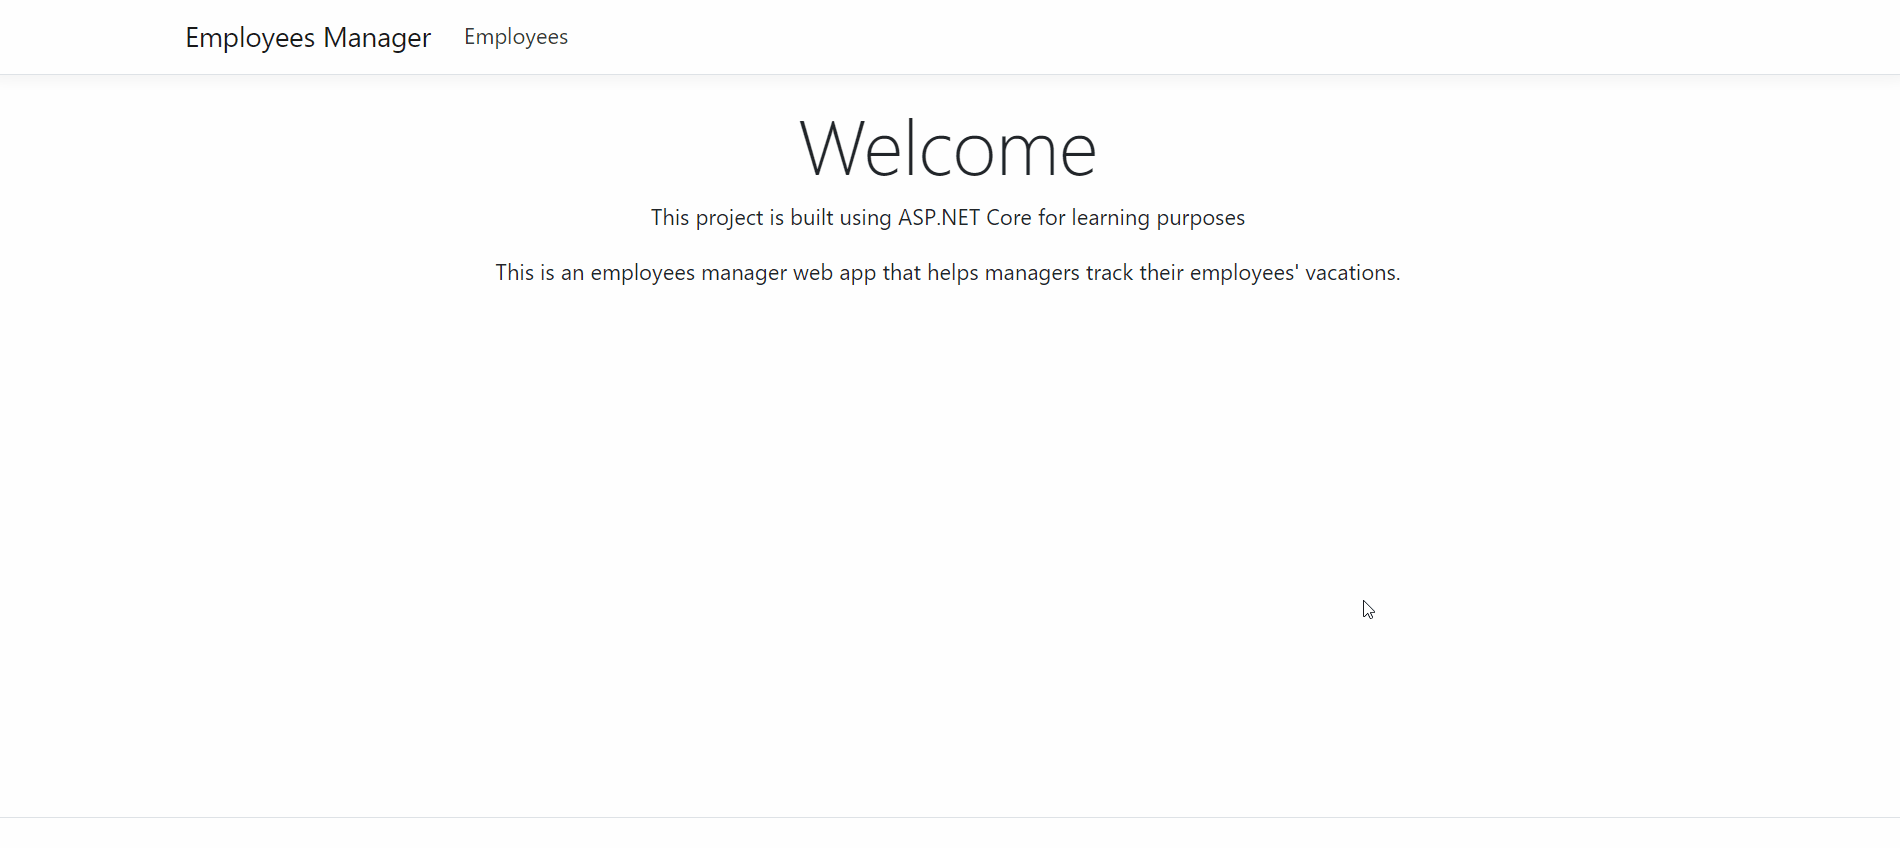 Employees Manager Employees
Welcome
This project is built using ASP.NET Core for learning purposes
This is an employees manager web app that helps managers track their employees' vacations.